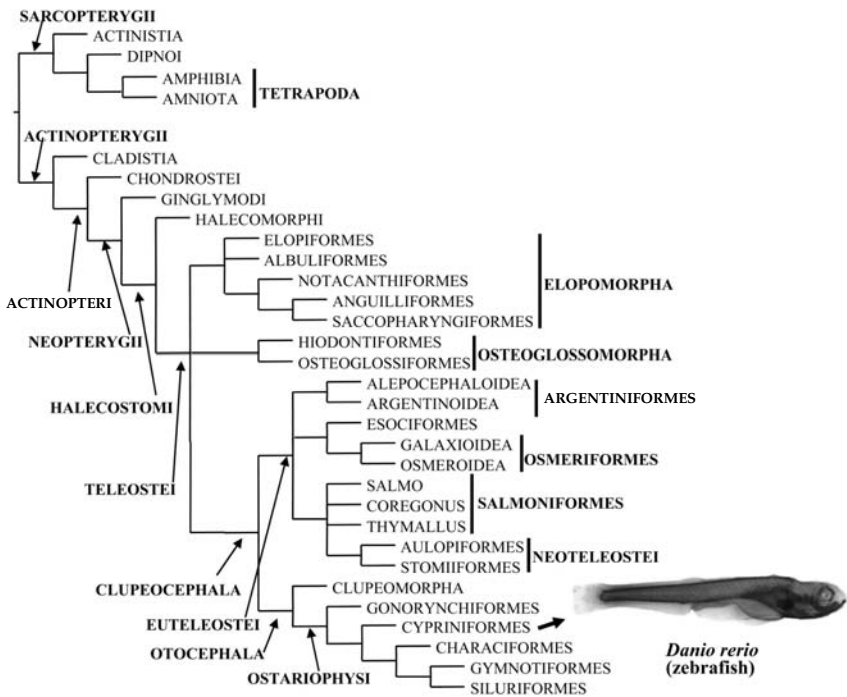 SARCOPTERYGII
ACTINISTIA
DIPNOI
AMPHIBIA
AMNIOTA
TETRAPODA
ACTINOPTERYGII
CLADISTIA
CHONDROSTEI
GINGLYMODI
HALECOMORPHI
ELOPIFORMES
ALBULIFORMES
NOTACANTHIFORMES
ANGUILLIFORMES
SACCOPHARYNGIFORMES
ELOPOMORPHA
ACTINOPTERI
NEOPTERYGII
HIODONTIFORMES
OSTEOGLOSSIFORMES
OSTEOGLOSSOMORPHA
HALECOSTOMI
ALEPOCEPHALOIDEA
ARGENTINOIDEA
ARGENTINIFORMES
ESOCIFORMES
GALAXIOIDEA
OSMEROIDEA
OSMERIFORMES
TELEOSTEI
SALMO
COREGONUS
THYMALLUS
SALMONIFORMES
AULOPIFORMES
STOMIIFORMES
NEOTELEOSTEI
CLUPEOCEPHALA
CLUPEOMORPHA
GONORYNCHIFORMES
EUTELEOSTEI
CYPRINIFORMES
OTOCEPHALA
CHARACIFORMES
OSTARIOPHYSI
GYMNOTIFORMES
SILURIFORMES
Danio rerio
(zebrafish)